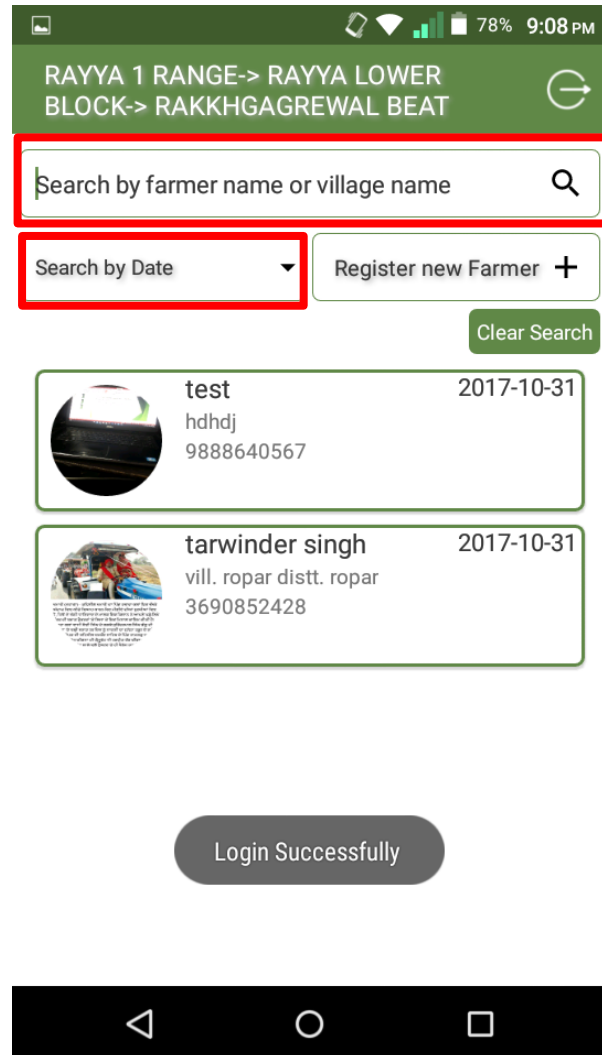 78% 9:08 PM
RAYYA 1 RANGE-> RAYYA LOWER
BLOCK-> RAKKHGAGREWAL BEAT
Search by farmer name or village name
Search by Date
Register new Farmer +
Clear Search
test 2017-10-31
hdhdj
9888640567
tarwinder singh 2017-10-31
vill. ropar distt. ropar
3690852428
Login Successfully